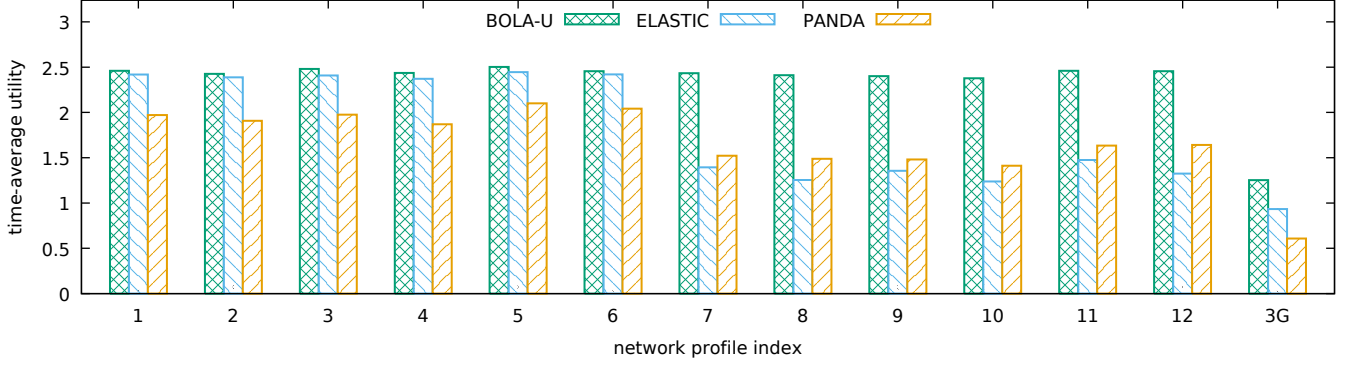 BOLA-U ELASTIC PANDA
time-average utility
3
2.5
2
1.5
1
0.5
0
1 2 3 4 5 6 7 8 9 10 11 12 3G
network profile index